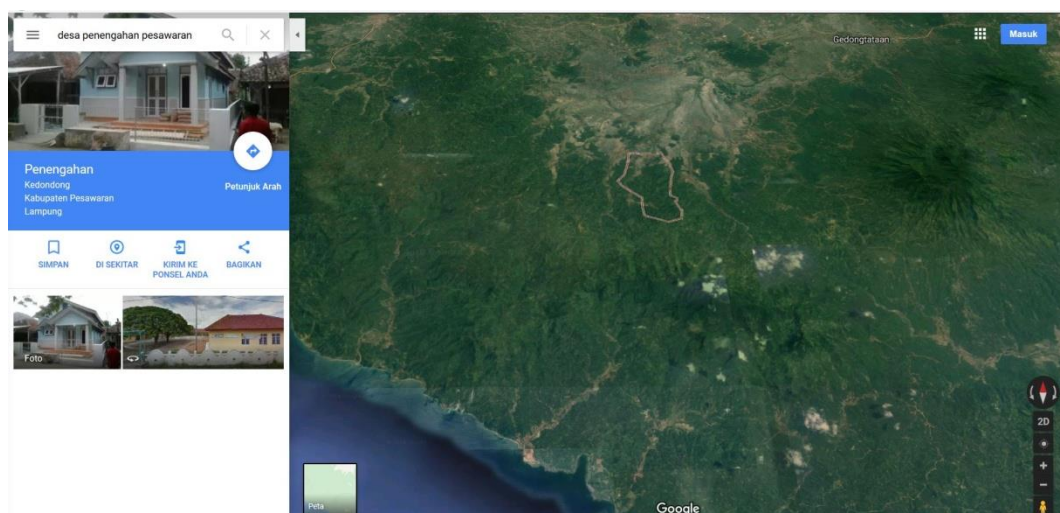 desa penengahan pesawaran
Penengahan
Kedondong
Kabupaten Pesawaran
Lampung
Petunjuk Arah
SIMPAN
DI SEKITAR
KIRIM KE
PONSEL ANDA
BAGIKAN
Foto
Gedongtataan
Masuk
2D
Peta
Google